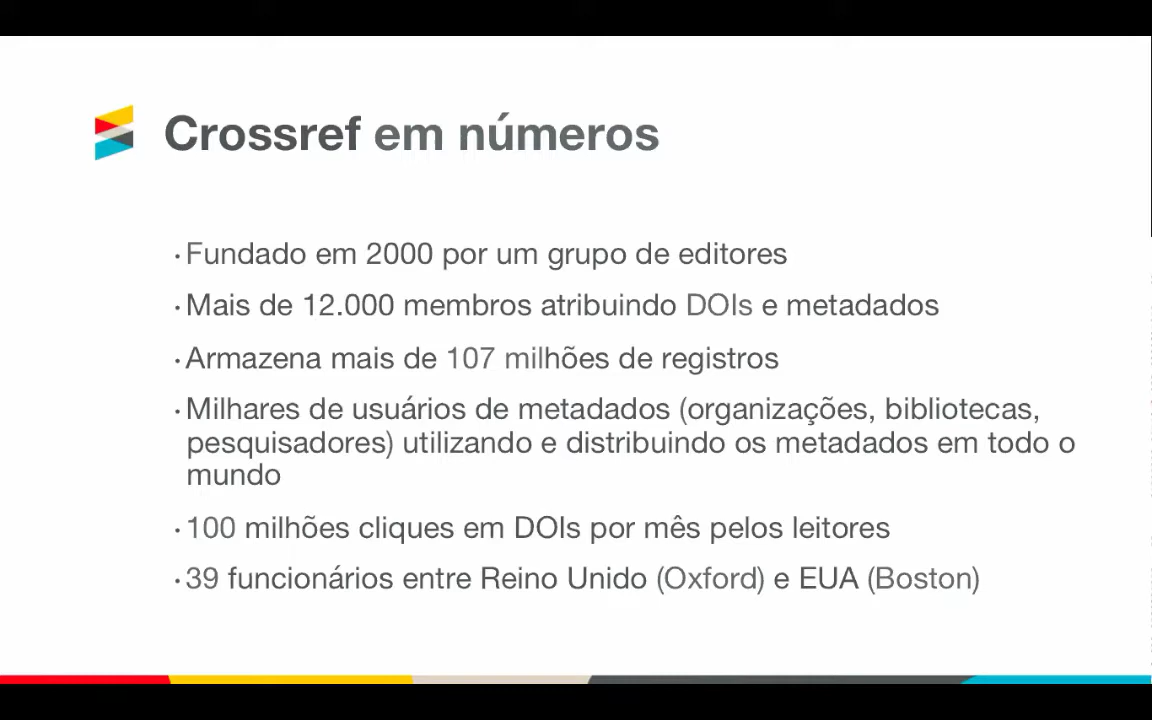 Crossref em números
·Fundado em 2000 por um grupo de editores
·Mais de 12.000 membros atribuindo DOIs e metadados
·Armazena mais de 107 milhões de registros
·Milhares de usuários de metadados (organizações, bibliotecas,
pesquisadores) utilizando e distribuindo os metadados em todo o
mundo
·100 milhões cliques em DOIs por mês pelos leitores
·39 funcionários entre Reino Unido (Oxford) e EUA (Boston)